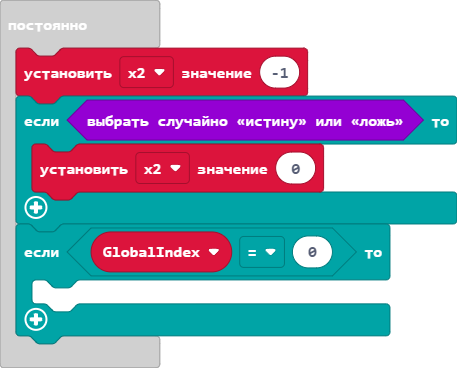 постоянно
установить x2 значение -1
если выбрать случайно «истину» или «ложь» то
установить x2 значение 0
если GlobalIndex = 0 то